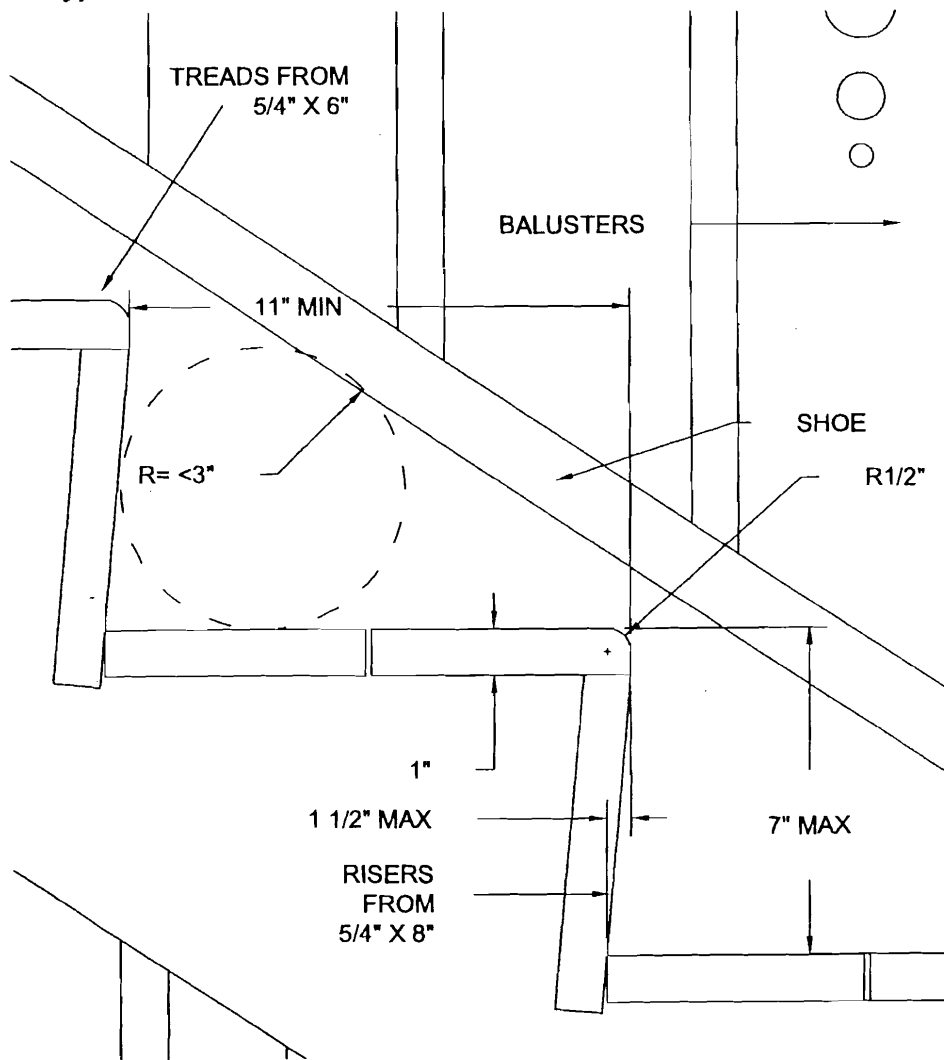 TREADS FROM
5/4" X 6"
BALUSTERS
11" MIN
SHOE
R= <3"
R1/2"
1"
1 1/2" MAX
7" MAX
RISERS
FROM
5/4" X 8"